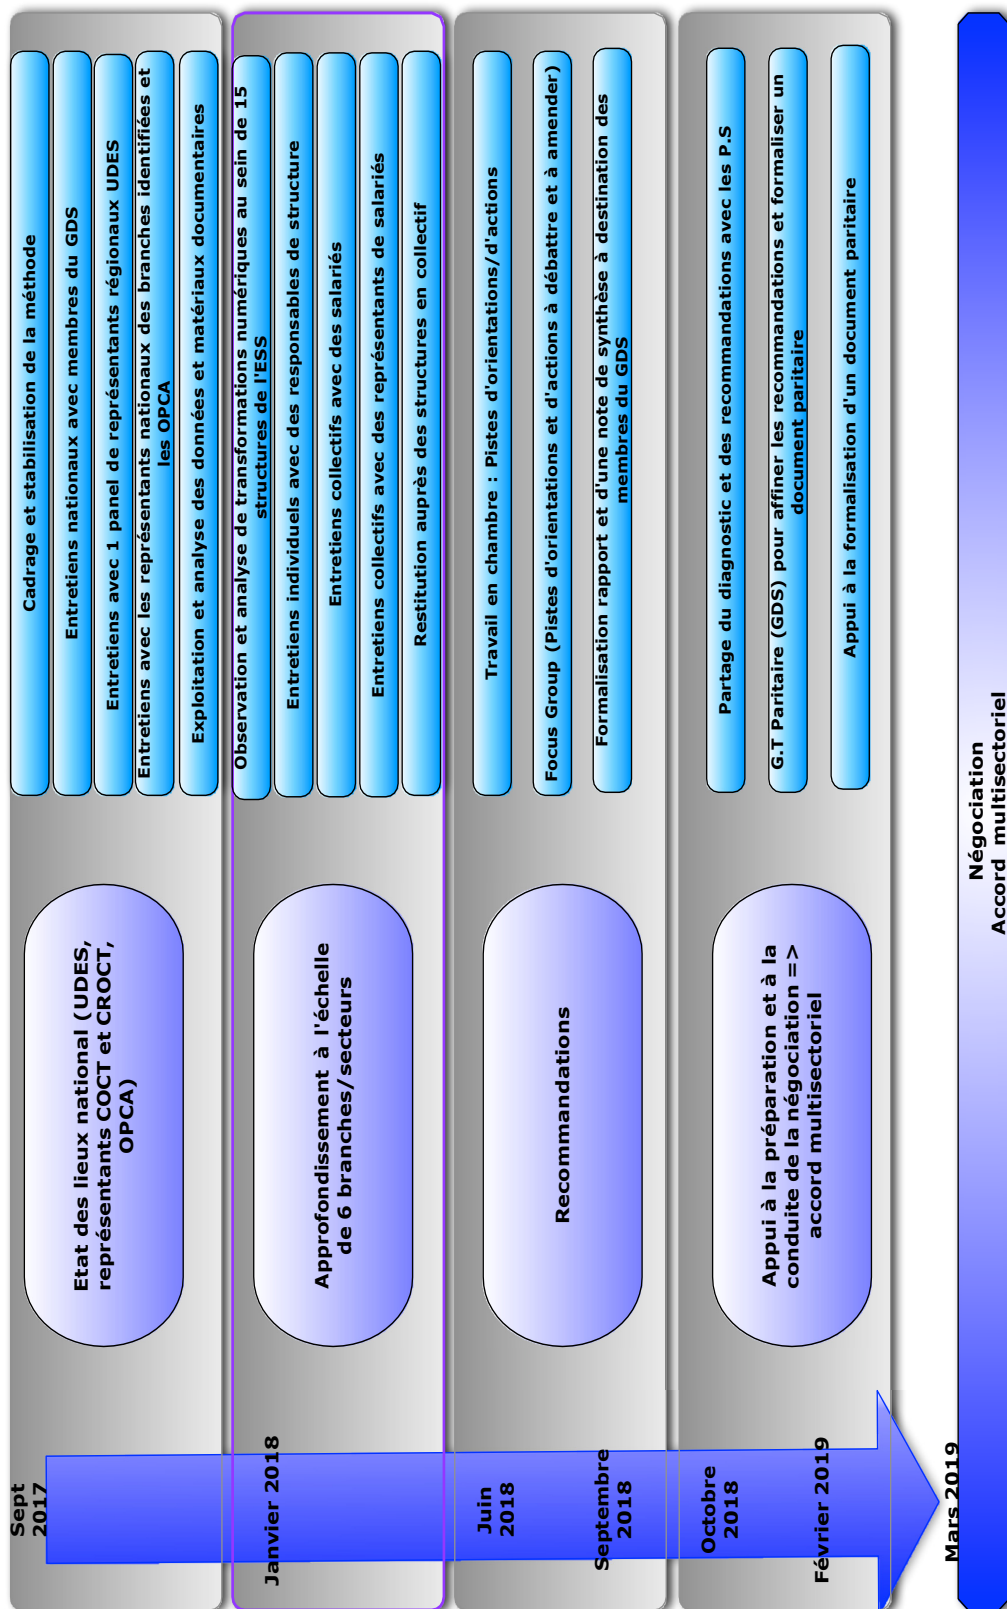 Sept
2017
Etat des lieux national (UDES,
représentants COCT et CROCT,
OPCA)
Cadrage et stabilisation de la méthode
Entretiens nationaux avec membres du GDS
Entretiens avec 1 panel de représentants régionaux UDES
Entretiens avec les représentants nationaux des branches identifiées et
les OPCA
Exploitation et analyse des données et matériaux documentaires
Janvier 2018
Approfondissement à l'échelle
de 6 branches/secteurs
Observation et analyse de transformations numériques au sein de 15
structures de l'ESS
Entretiens individuels avec des responsables de structure
Entretiens collectifs avec des salariés
Entretiens collectifs avec des représentants de salariés
Restitution auprès des structures en collectif
Juin
2018
Septembre
2018
Recommandations
Travail en chambre : Pistes d'orientations/d'actions
Focus Group (Pistes d'orientations et d'actions à débattre et à amender)
Formalisation rapport et d'une note de synthèse à destination des
membres du GDS
Octobre
2018
Février 2019
Appui à la préparation et à la
conduite de la négociation =>
accord multisectoriel
Partage du diagnostic et des recommandations avec les P.S
G.T Paritaire (GDS) pour affiner les recommandations et formaliser un
document paritaire
Appui à la formalisation d'un document paritaire
Mars 2019
Négociation
Accord multisectoriel